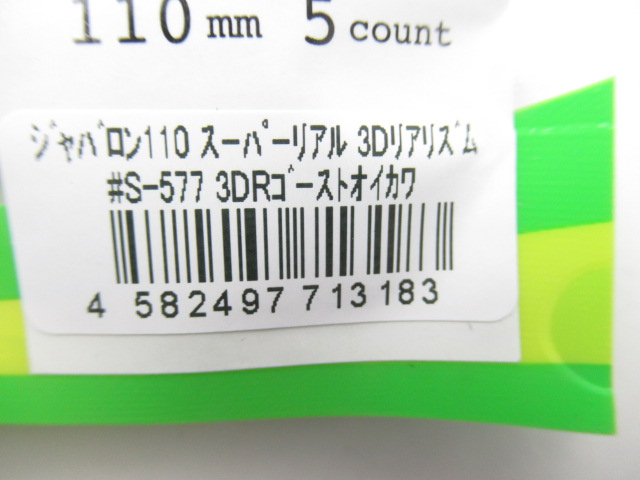 110 mm 5 count
ｼﾞｬﾊﾞﾛﾝ110 ｽｰﾊﾟｰﾘｱﾙ 3Dﾘｱﾘｽﾞﾑ
#S-577 3DRｺﾞｰｽﾄｵｲｶﾜ
4 582497 713183